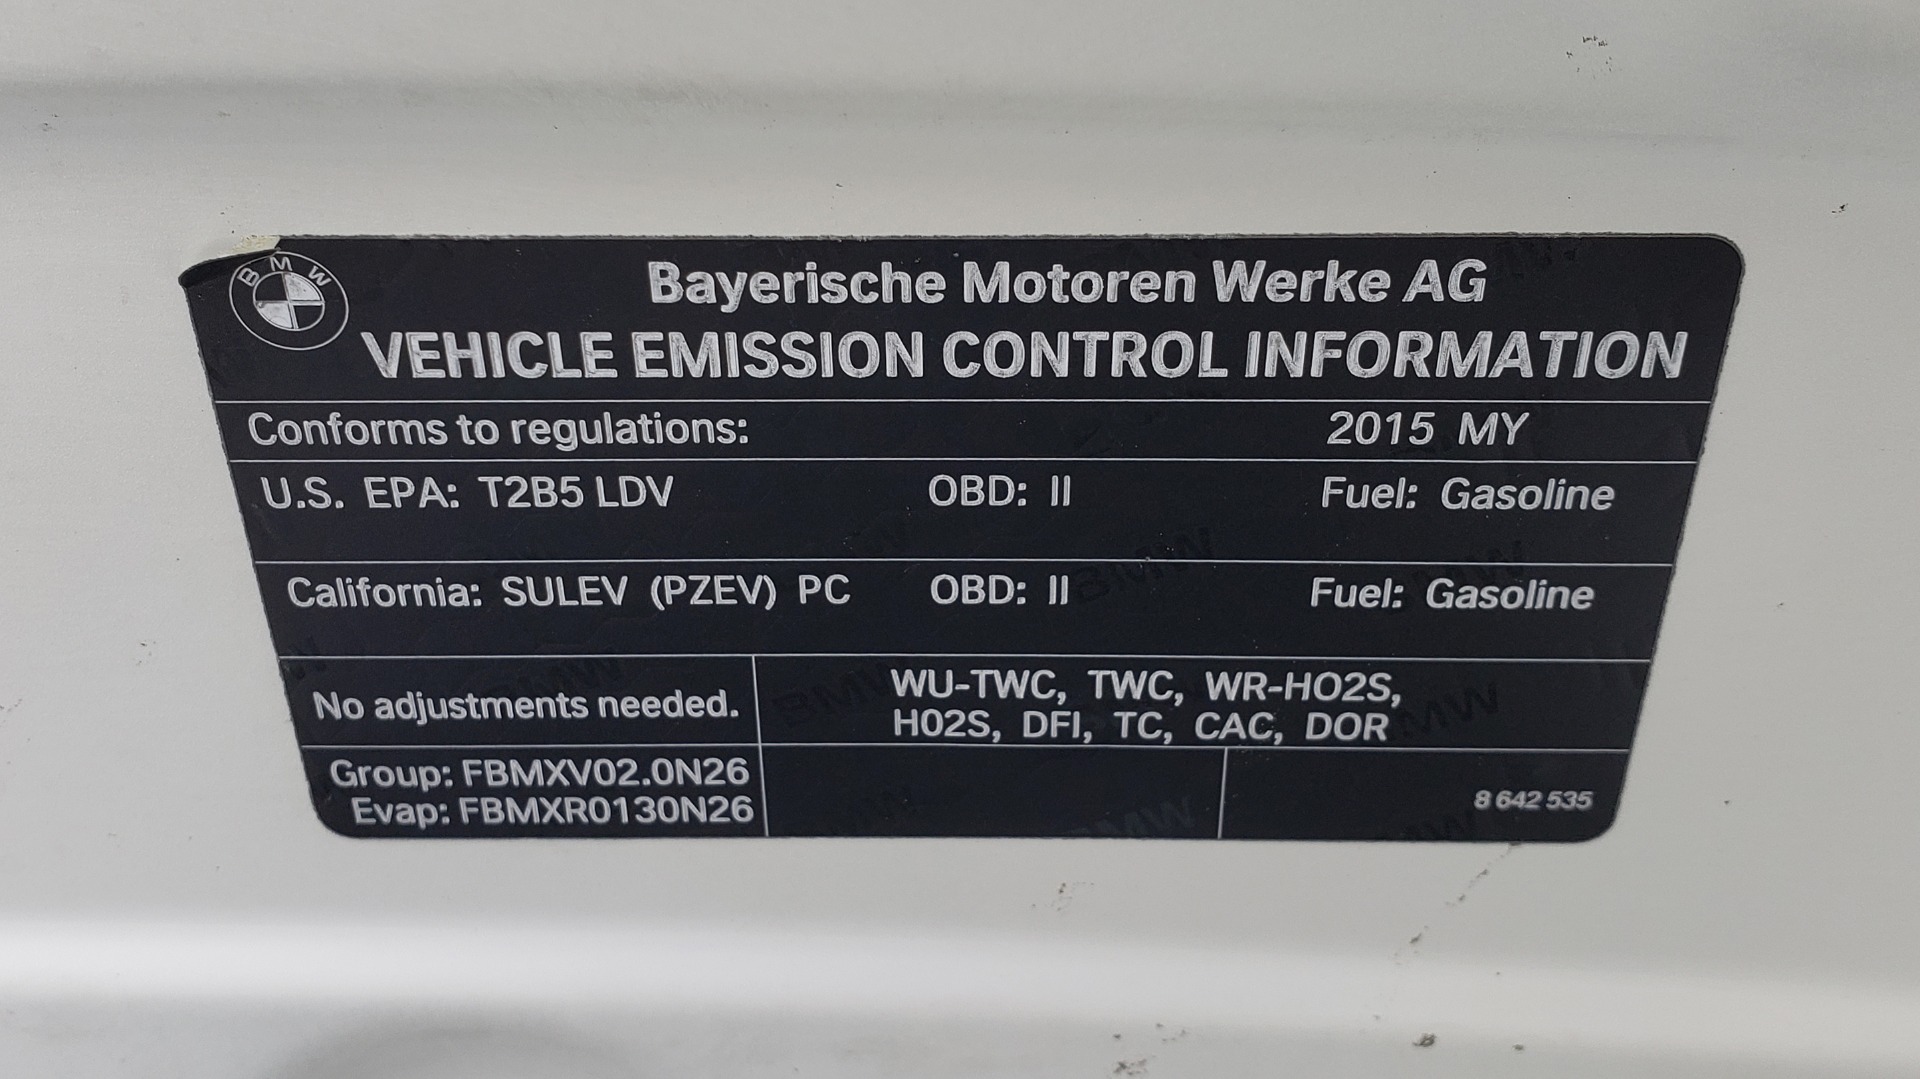 BMW
Bayerische Motoren Werke AG
VEHICLE EMISSION CONTROL INFORMATION
Conforms to regulations: 2015 MY
U.S. EPA: T2B5 LDV OBD: II Fuel: Gasoline
California: SULEV (PZEV) PC OBD: II Fuel: Gasoline
No adjustments needed.
WU-TWC, TWC, WR-HO2S,
H02S, DFI, TC, CAC, DOR
Group: FBMXV02.0N26
Evap: FBMXR0130N26
8 642 535